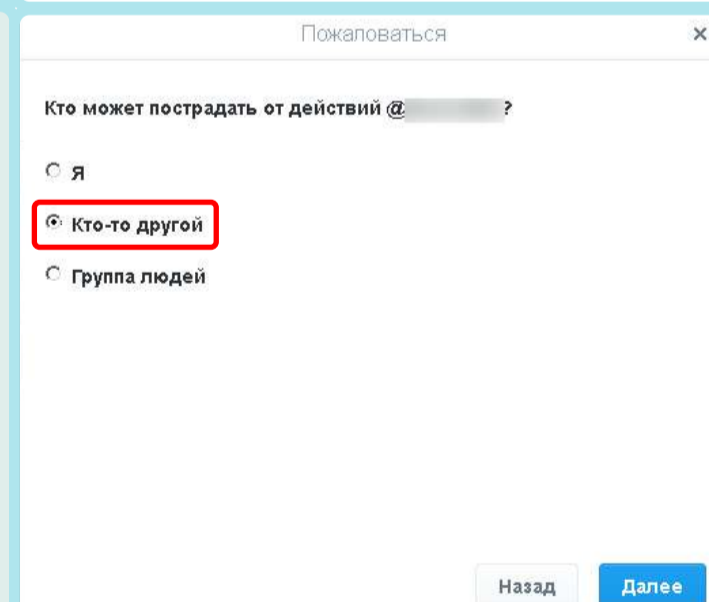 Пожаловаться
Кто может пострадать от действий @ ?
Я
Кто-то другой
Группа людей
Назад Далее